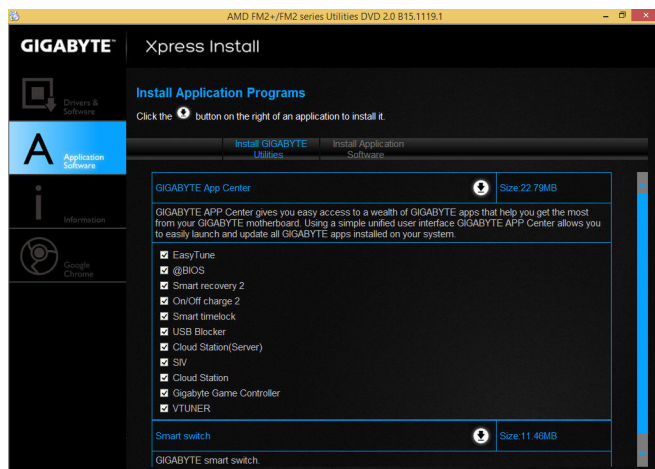 AMD FM2+/FM2 series Utilities DVD 2.0 B15.1119.1
GIGABYTE™
Xpress Install
Drivers &
Software
Application
Software
Information
Google
Chrome
Install Application Programs
Click the button on the right of an application to install it.
Install GIGABYTE
Utilities
Install Application
Software
GIGABYTE App Center
Size:22.79MB
GIGABYTE APP Center gives you easy access to a wealth of GIGABYTE apps that help you get the most
from your GIGABYTE motherboard. Using a simple unified user interface GIGABYTE APP Center allows you
to easily launch and update all GIGABYTE apps installed on your system.
EasyTune
@BIOS
Smart recovery 2
On/Off charge 2
Smart timelock
USB Blocker
Cloud Station(Server)
SIV
Cloud Station
Gigabyte Game Controller
VTUNER
Smart switch
Size:11.46MB
GIGABYTE smart switch.